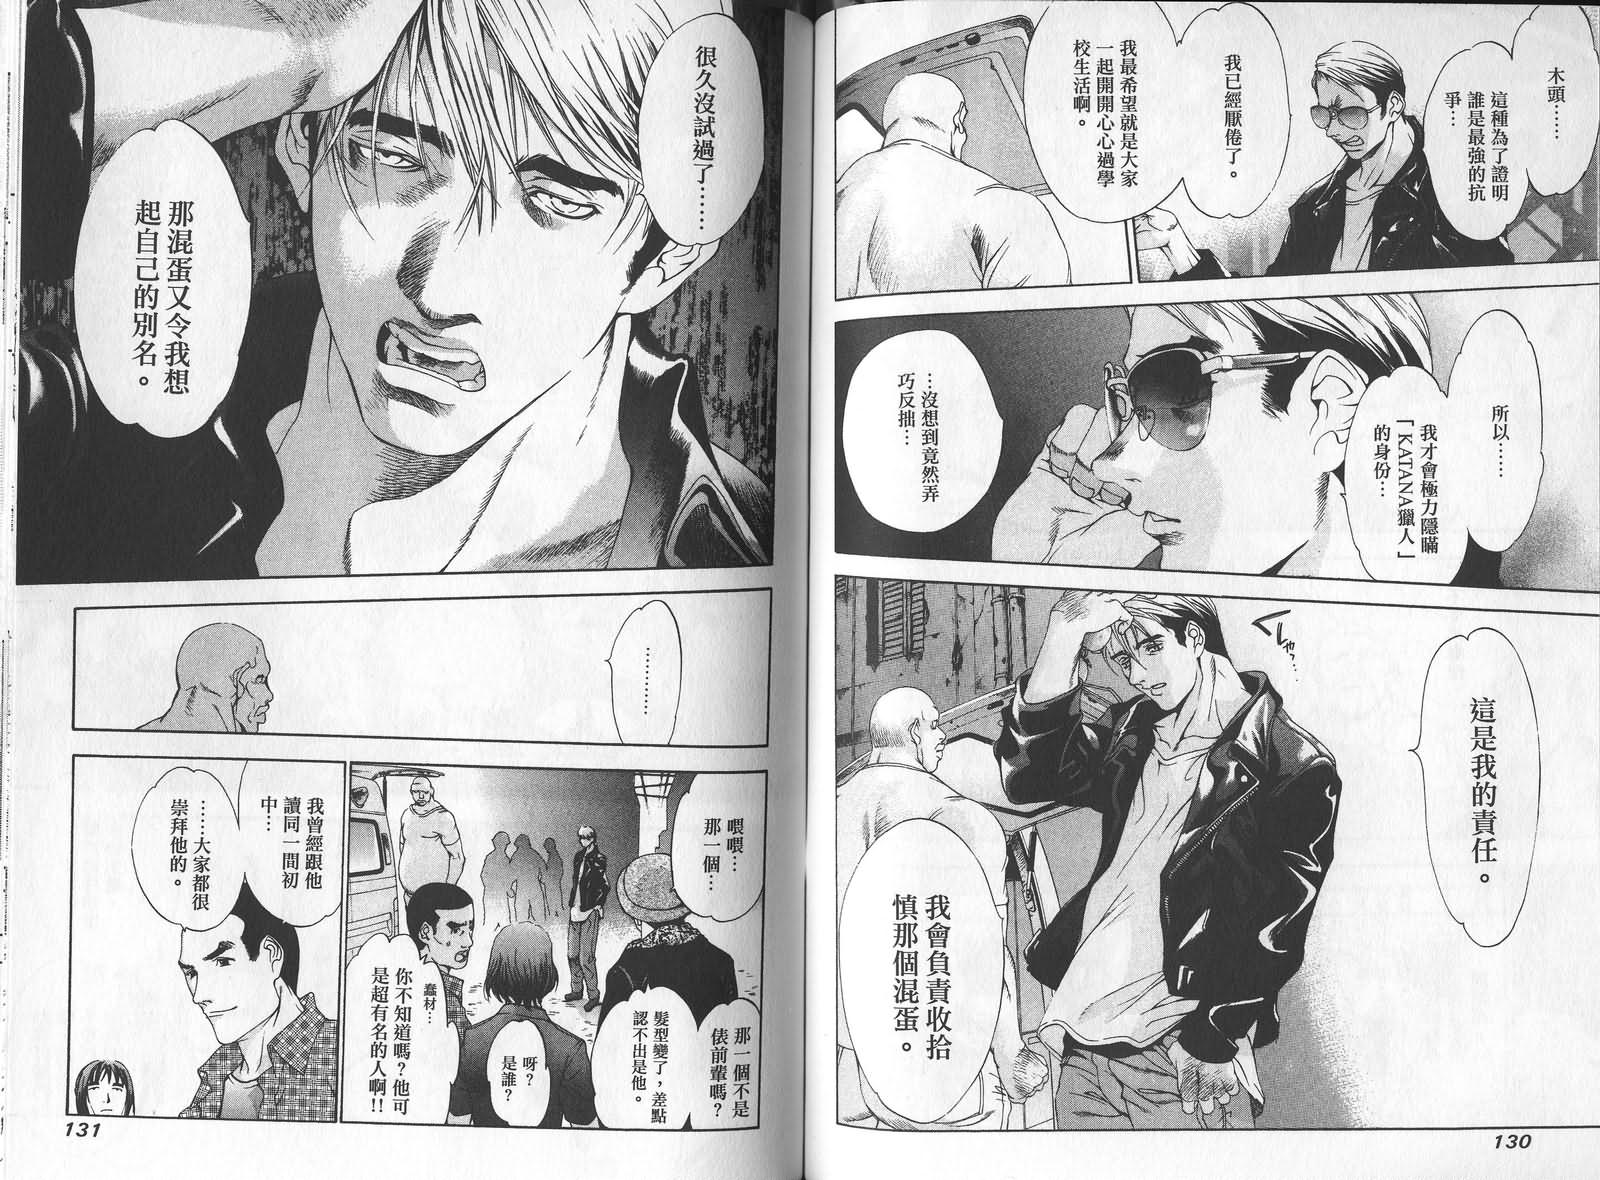 木頭……
這種為了證明
誰是最強的抗
爭…
我已經厭倦了。
我最希望就是大家
一起開開心心過學
校生活啊。
所以……
我才會極力隱瞞
「KATANA獵人」
的身份…
…沒想到竟然弄
巧反拙…
這是我的責任。
我會負責收拾
慎那個混蛋。
130
很久沒試過了……
那混蛋又令我想
起自己的別名。
………
喂喂…
那一個…
那一個不是
俵前輩嗎？
髮型變了，差點
認不出是他。
呀？
是誰？
蠢材…
你不知道嗎？他可
是超有名的人啊!!
我曾經跟他
讀同一間初
中…
……大家都很
崇拜他的。
131